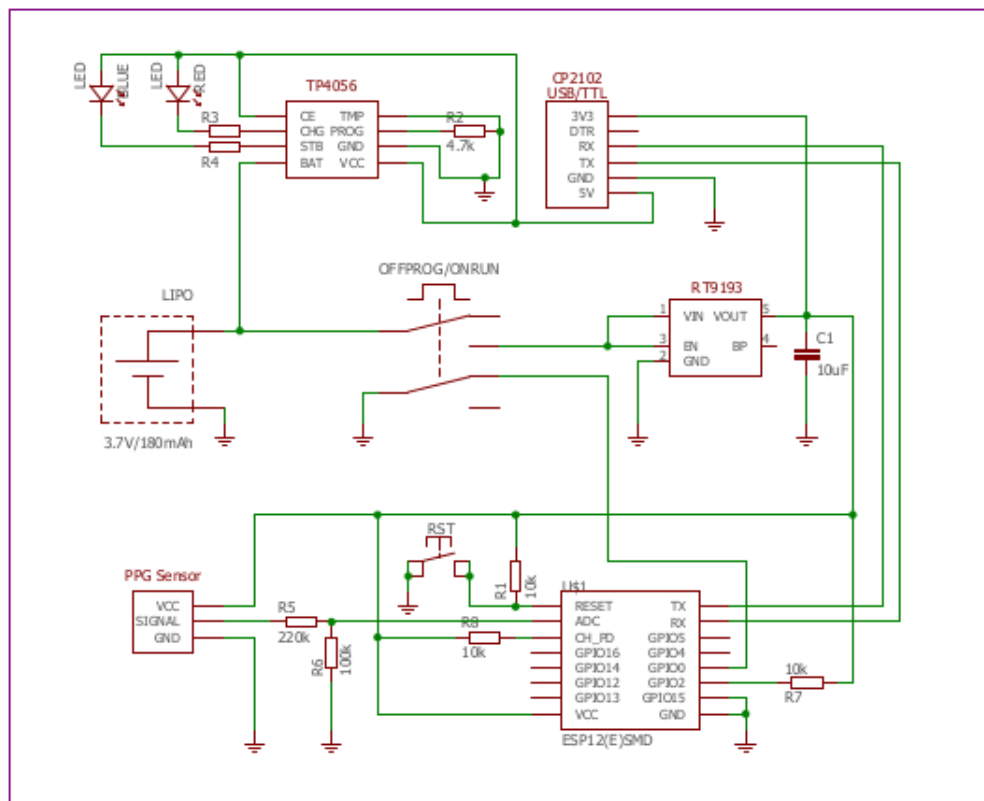 LED
BLUE
LED
RED
TP4056
CE
CHG
STB
BAT
TMP
PROG
GND
VCC
R3
R4
R2
4.7k
CP2102
USB/TTL
3V3
DTR
RX
TX
GND
5V
OFFPROG/ONRUN
LIPO
3.7V/180mAh
RT9193
1
3
2
VIN
EN
GND
VOUT
BP
5
4
C1
10uF
RST
R1
10k
PPG Sensor
VCC
SIGNAL
GND
R5
220k
R6
100k
R8
10k
U$1
RESET
ADC
CH_PD
GPIO16
GPIO14
GPIO12
GPIO13
VCC
TX
RX
GPIO5
GPIO4
GPIO0
GPIO2
GPIO15
GND
ESP12(E)SMD
10k
R7